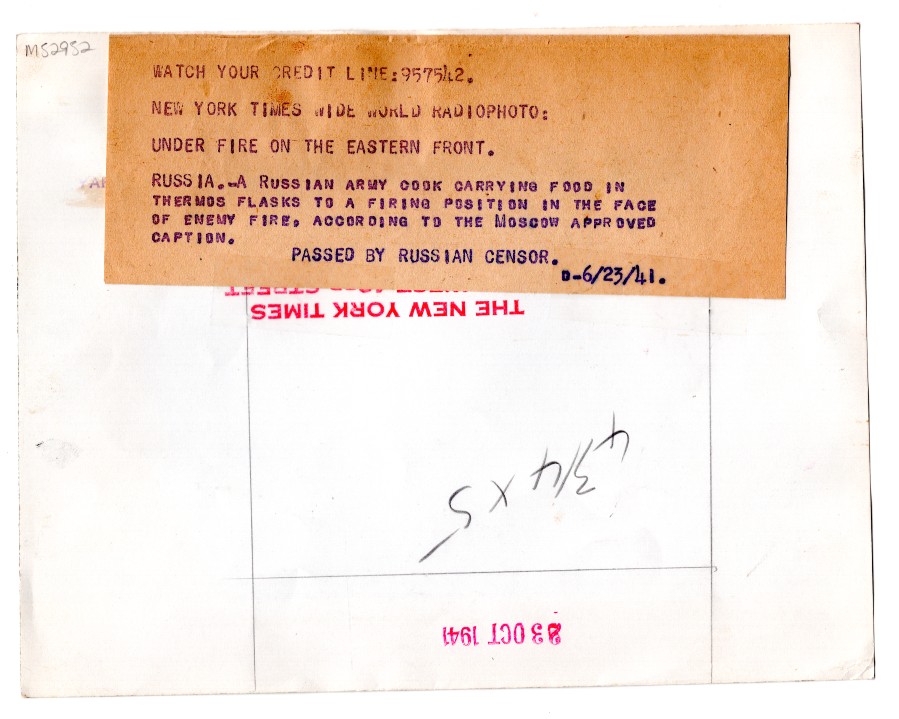 M52952
WATCH YOUR CREDIT LINE:957542.
NEW YORK TIMES WIDE WORLD RADIOPHOTO:
UNDER FIRE ON THE EASTERN FRONT.
RUSSIA.-A RUSSIAN ARMY COOK CARRYING FOOD IN
THERMOS FLASKS TO A FIRING POSITION IN THE FACE
OF ENEMY FIRE, ACCORDING TO THE MOSCOW APPROVED
CAPTION.
PASSED BY RUSSIAN CENSOR.
D-6/23/41.
STREET
THE NEW YORK TIMES
4 3/4 x 5
23 OCT 1941